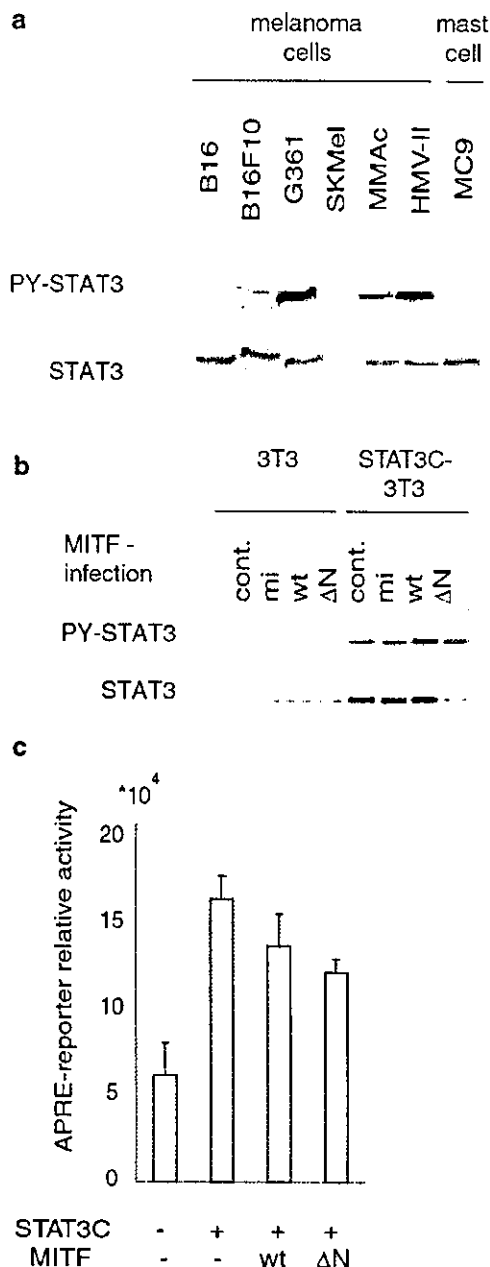 a
melanoma cells
mast cell
B16
B16F10
G361
SKMel
MMAc
HMV-II
MC9
PY-STAT3
STAT3
b
3T3
STAT3C-
3T3
MITF -
infection
cont.
mi
wt
ΔN
cont.
mi
wt
ΔN
PY-STAT3
STAT3
c
*10^4
APRE-reporter relative activity
20
15
10
5
0
STAT3C - + + +
MITF - - wt ΔN